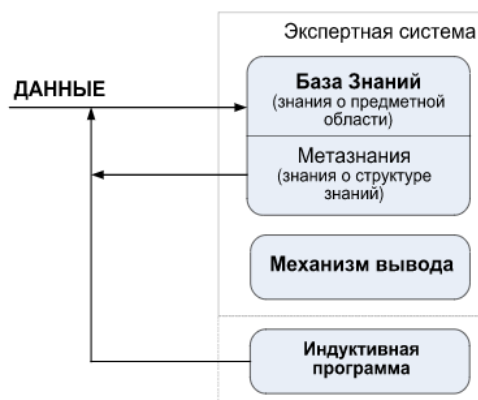 Экспертная система
ДАННЫЕ
База Знаний
(знания о предметной
области)
Метазнания
(знания о структуре
знаний)
Механизм вывода
Индуктивная
программа